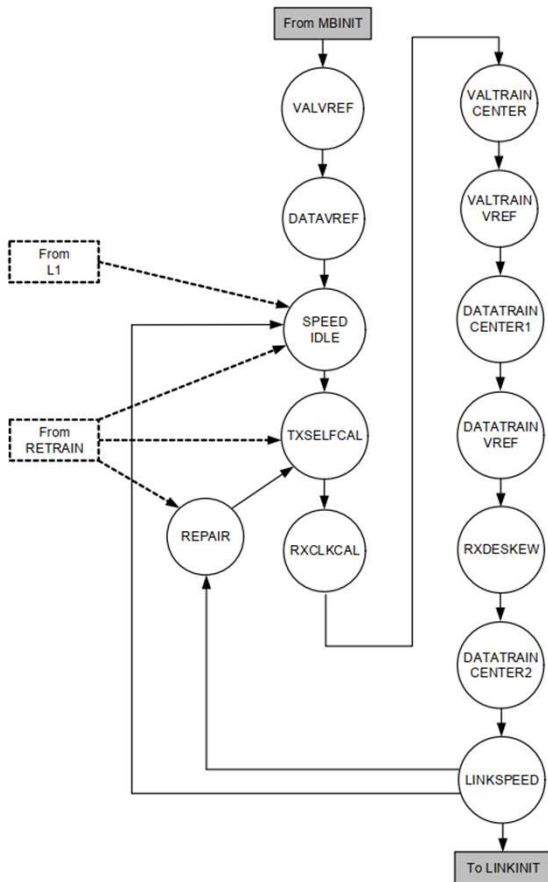 From MBINIT
VALVREF
DATAVREF
From
L1
SPEED
IDLE
From
RETRAIN
TXSELFCAL
REPAIR
RXCLKCAL
VALTRAIN
CENTER
VALTRAIN
VREF
DATATRAIN
CENTER1
DATATRAIN
VREF
RXDESKEW
DATATRAIN
CENTER2
LINKSPEED
To LINKINIT